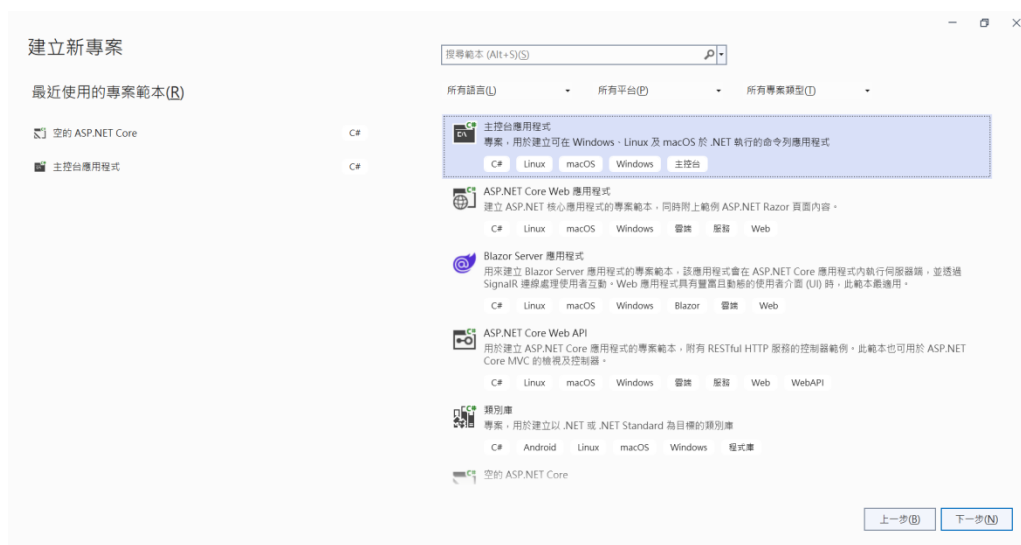 建立新專案
搜尋範本 (Alt+S)(S)
最近使用的專案範本(R)
所有語言(L)
所有平台(P)
所有專案類型(T)
空的 ASP.NET Core
C#
主控台應用程式
C#
主控台應用程式
專案，用於建立可在 Windows、Linux 及 macOS 於 .NET 執行的命令列應用程式
C#
Linux
macOS
Windows
主控台
ASP.NET Core Web 應用程式
建立 ASP.NET 核心應用程式的專案範本，同時附上範例 ASP.NET Razor 頁面內容。
C#
Linux
macOS
Windows
雲端
服務
Web
Blazor Server 應用程式
用來建立 Blazor Server 應用程式的專案範本，該應用程式會在 ASP.NET Core 應用程式內執行伺服器端，並透過
SignalR 連線處理使用者互動。Web 應用程式具有豐富且動態的使用者介面 (UI) 時，此範本最適用。
C#
Linux
macOS
Windows
Blazor
雲端
Web
ASP.NET Core Web API
用於建立 ASP.NET Core 應用程式的專案範本，附有 RESTful HTTP 服務的控制器範例。此範本也可用於 ASP.NET
Core MVC 的檢視及控制器。
C#
Linux
macOS
Windows
雲端
服務
Web
WebAPI
類別庫
專案，用於建立以 .NET 或 .NET Standard 為目標的類別庫
C#
Android
Linux
macOS
Windows
程式庫
空的 ASP.NET Core
上一步(B)
下一步(N)